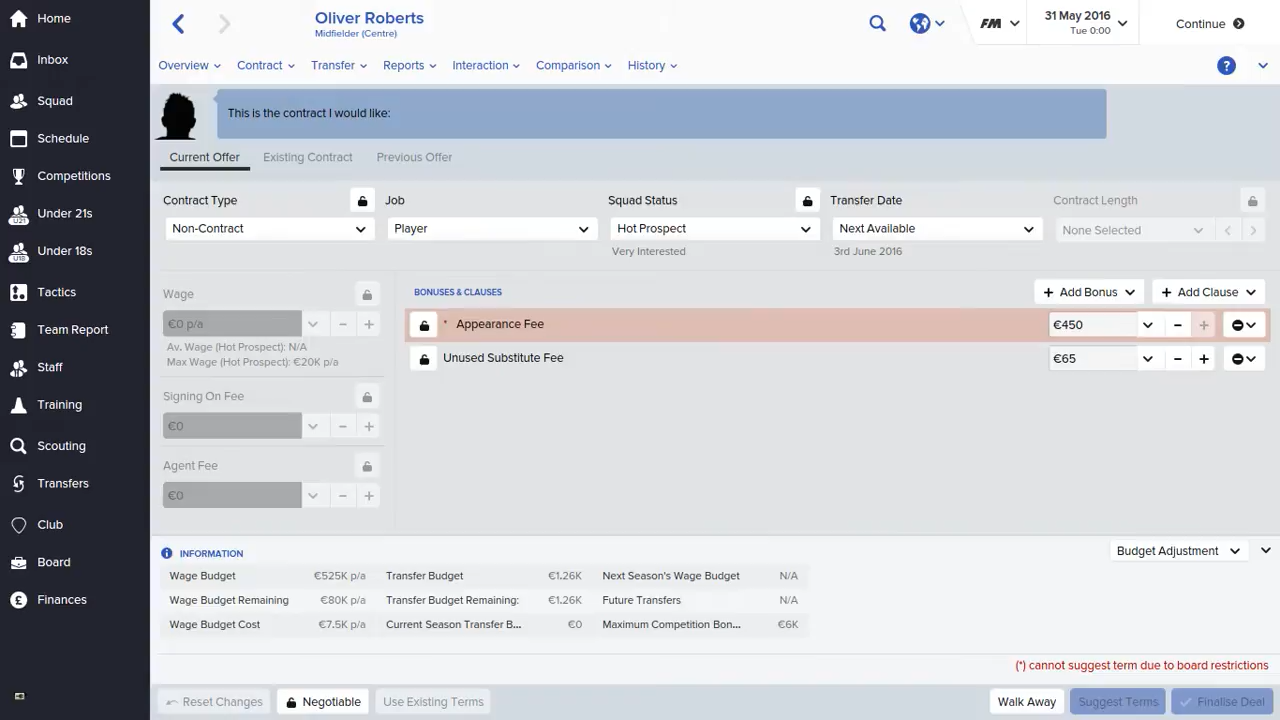 Home
Inbox
Squad
Schedule
Competitions
U21
Under 21s
U18
Under 18s
Tactics
Team Report
Staff
Training
Scouting
Transfers
Club
Board
Finances
Oliver Roberts
Midfielder (Centre)
FM
31 May 2016
Tue 0:00
Continue
Overview
Contract
Transfer
Reports
Interaction
Comparison
History
?
This is the contract I would like:
Current Offer
Existing Contract
Previous Offer
Contract Type
Job
Squad Status
Transfer Date
Contract Length
Non-Contract
Player
Hot Prospect
Next Available
None Selected
Very Interested
3rd June 2016
Wage
€0 p/a
Av. Wage (Hot Prospect): N/A
Max Wage (Hot Prospect): €20K p/a
Signing On Fee
€0
Agent Fee
€0
BONUSES & CLAUSES
+ Add Bonus
+ Add Clause
* Appearance Fee
€450
Unused Substitute Fee
€65
INFORMATION
Budget Adjustment
Wage Budget €525K p/a Transfer Budget €1.26K Next Season's Wage Budget N/A
Wage Budget Remaining €80K p/a Transfer Budget Remaining: €1.26K Future Transfers N/A
Wage Budget Cost €7.5K p/a Current Season Transfer B... €0 Maximum Competition Bon... €6K
(*) cannot suggest term due to board restrictions
Reset Changes
Negotiable
Use Existing Terms
Walk Away
Suggest Terms
Finalise Deal